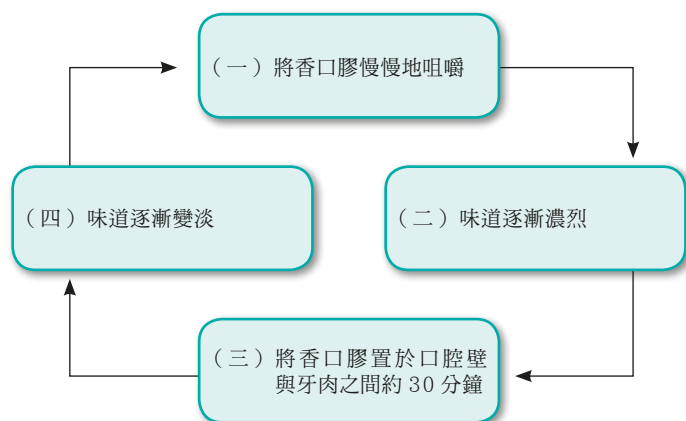 （一）將香口膠慢慢地咀嚼
（二）味道逐漸濃烈
（三）將香口膠置於口腔壁
與牙肉之間約 30 分鐘
（四）味道逐漸變淡